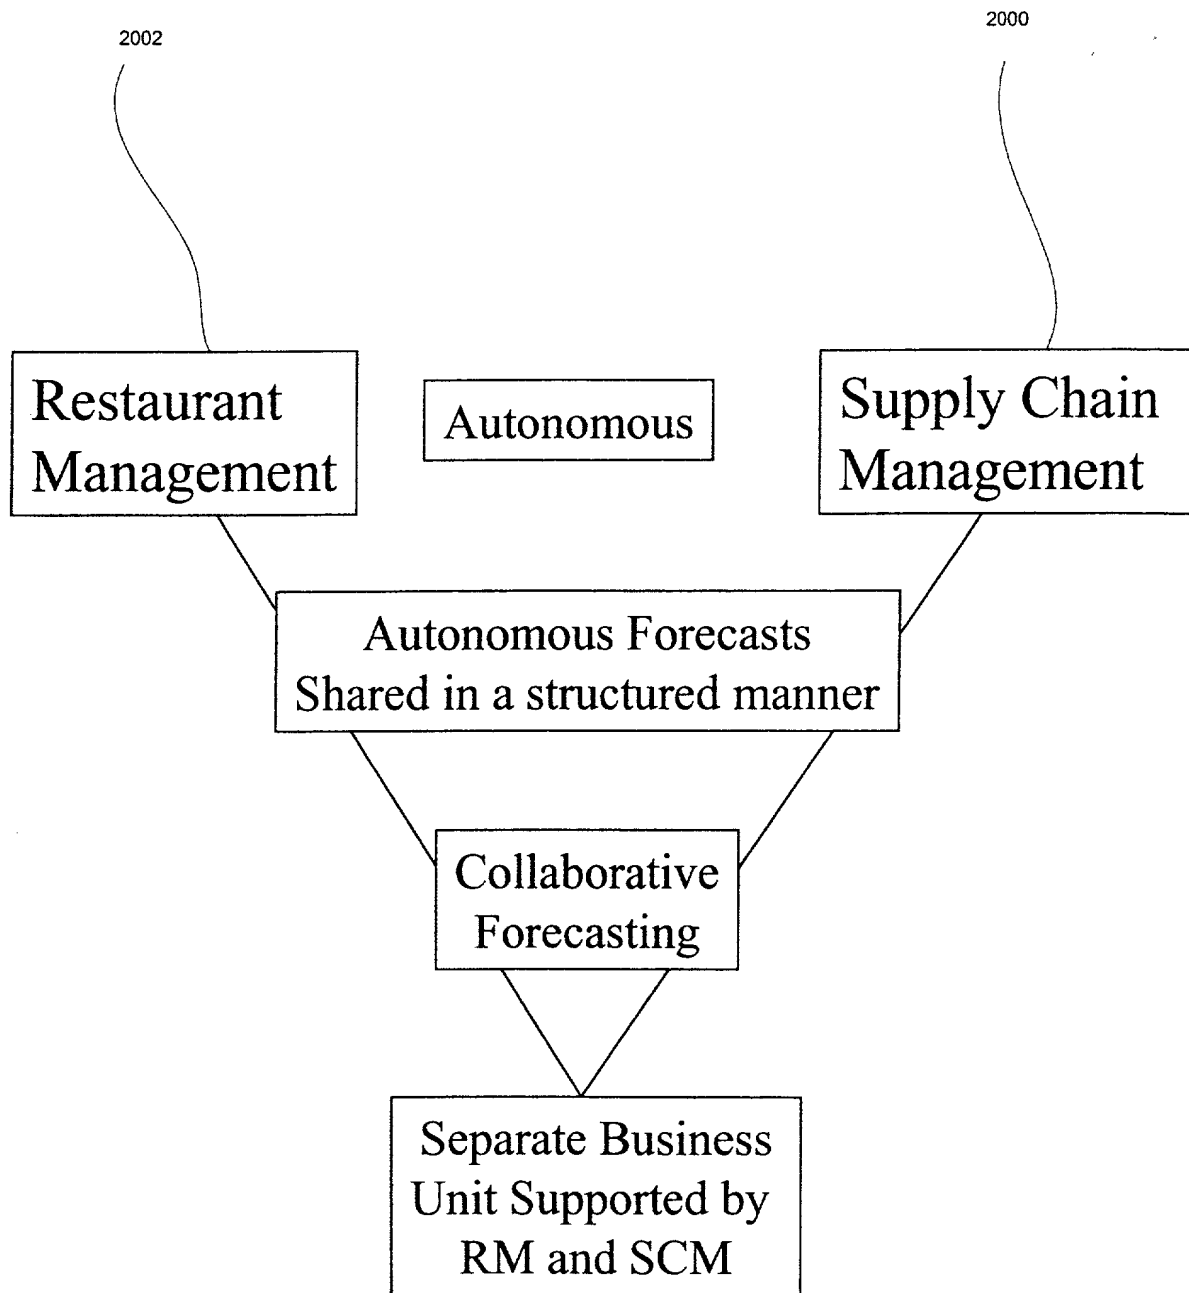 2002
2000
Restaurant
Management
Autonomous
Supply Chain
Management
Autonomous Forecasts
Shared in a structured manner
Collaborative
Forecasting
Separate Business
Unit Supported by
RM and SCM